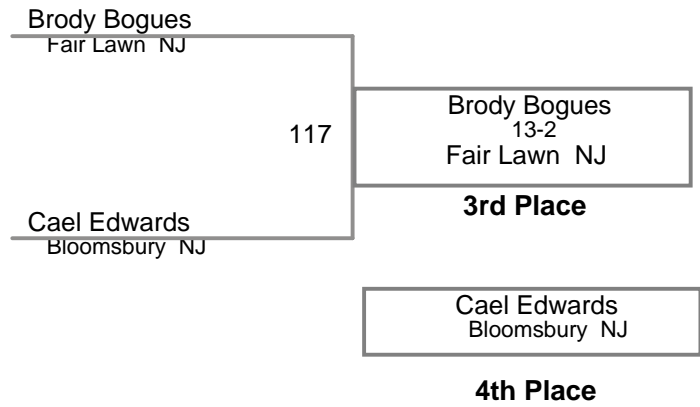 Brody Bogues
Fair Lawn NJ
117
Brody Bogues
13-2
Fair Lawn NJ
3rd Place
Cael Edwards
Bloomsbury NJ
Cael Edwards
Bloomsbury NJ
4th Place